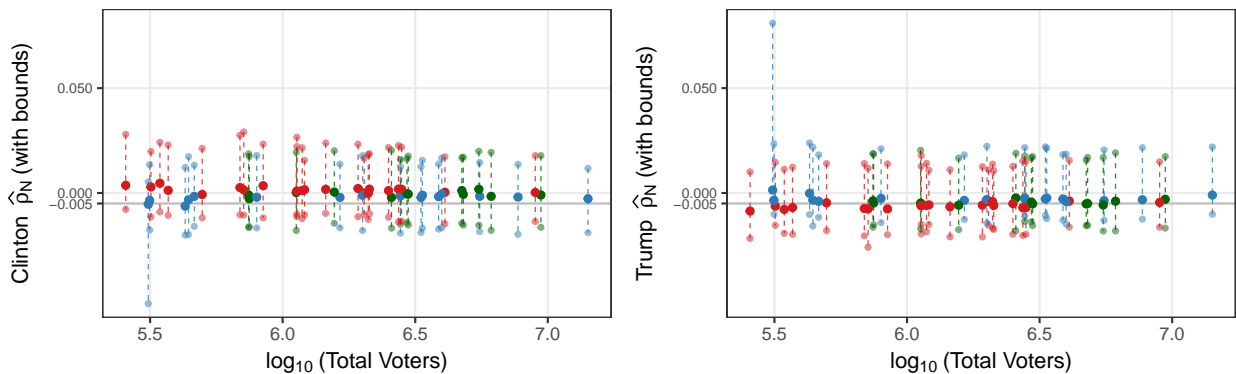 Clinton ρ̂N (with bounds)
0.050
0.000
−0.005
5.5 6.0 6.5 7.0
log10 (Total Voters)
Trump ρ̂N (with bounds)
0.050
0.000
−0.005
5.5 6.0 6.5 7.0
log10 (Total Voters)